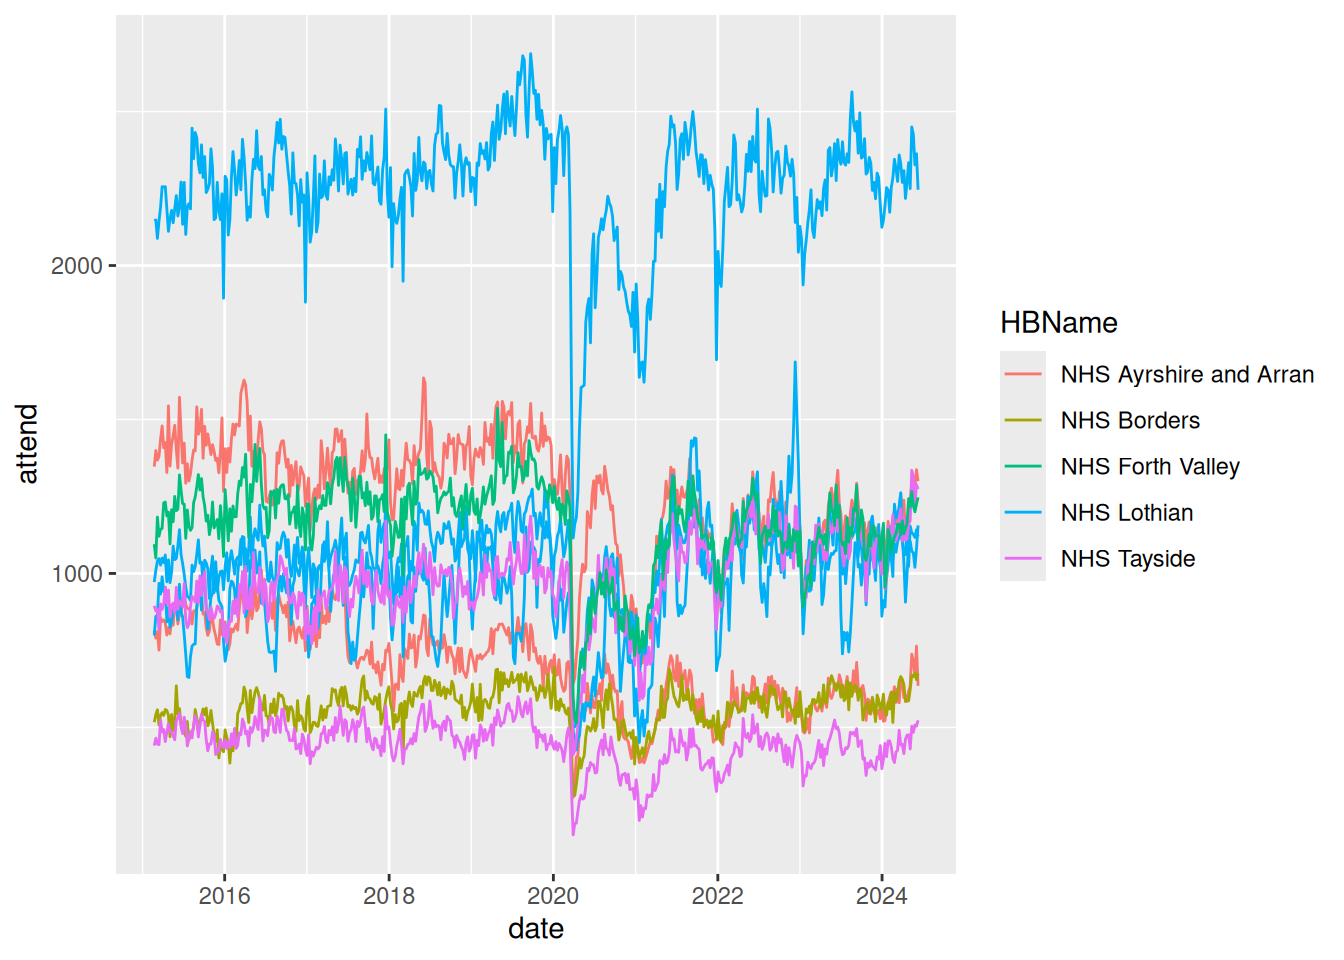 attend
2000
1000
2016 2018 2020 2022 2024
date
HBName
NHS Ayrshire and Arran
NHS Borders
NHS Forth Valley
NHS Lothian
NHS Tayside